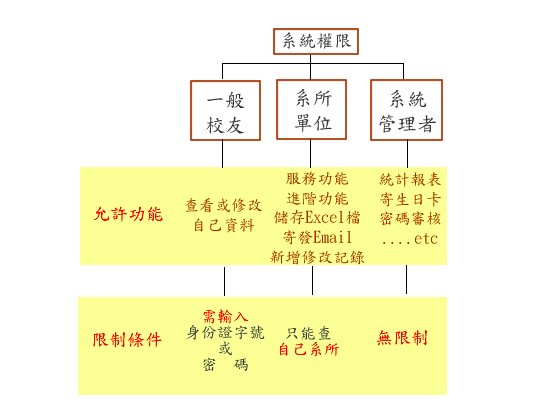 系統權限
一般
校友
系所
單位
系統
管理者
允許功能
查看或修改
自己資料
服務功能
進階功能
儲存Excel檔
寄發Email
新增修改記錄
統計報表
寄生日卡
密碼審核
....etc
限制條件
需輸入
身份證字號
或
密 碼
只能查
自己系所
無限制